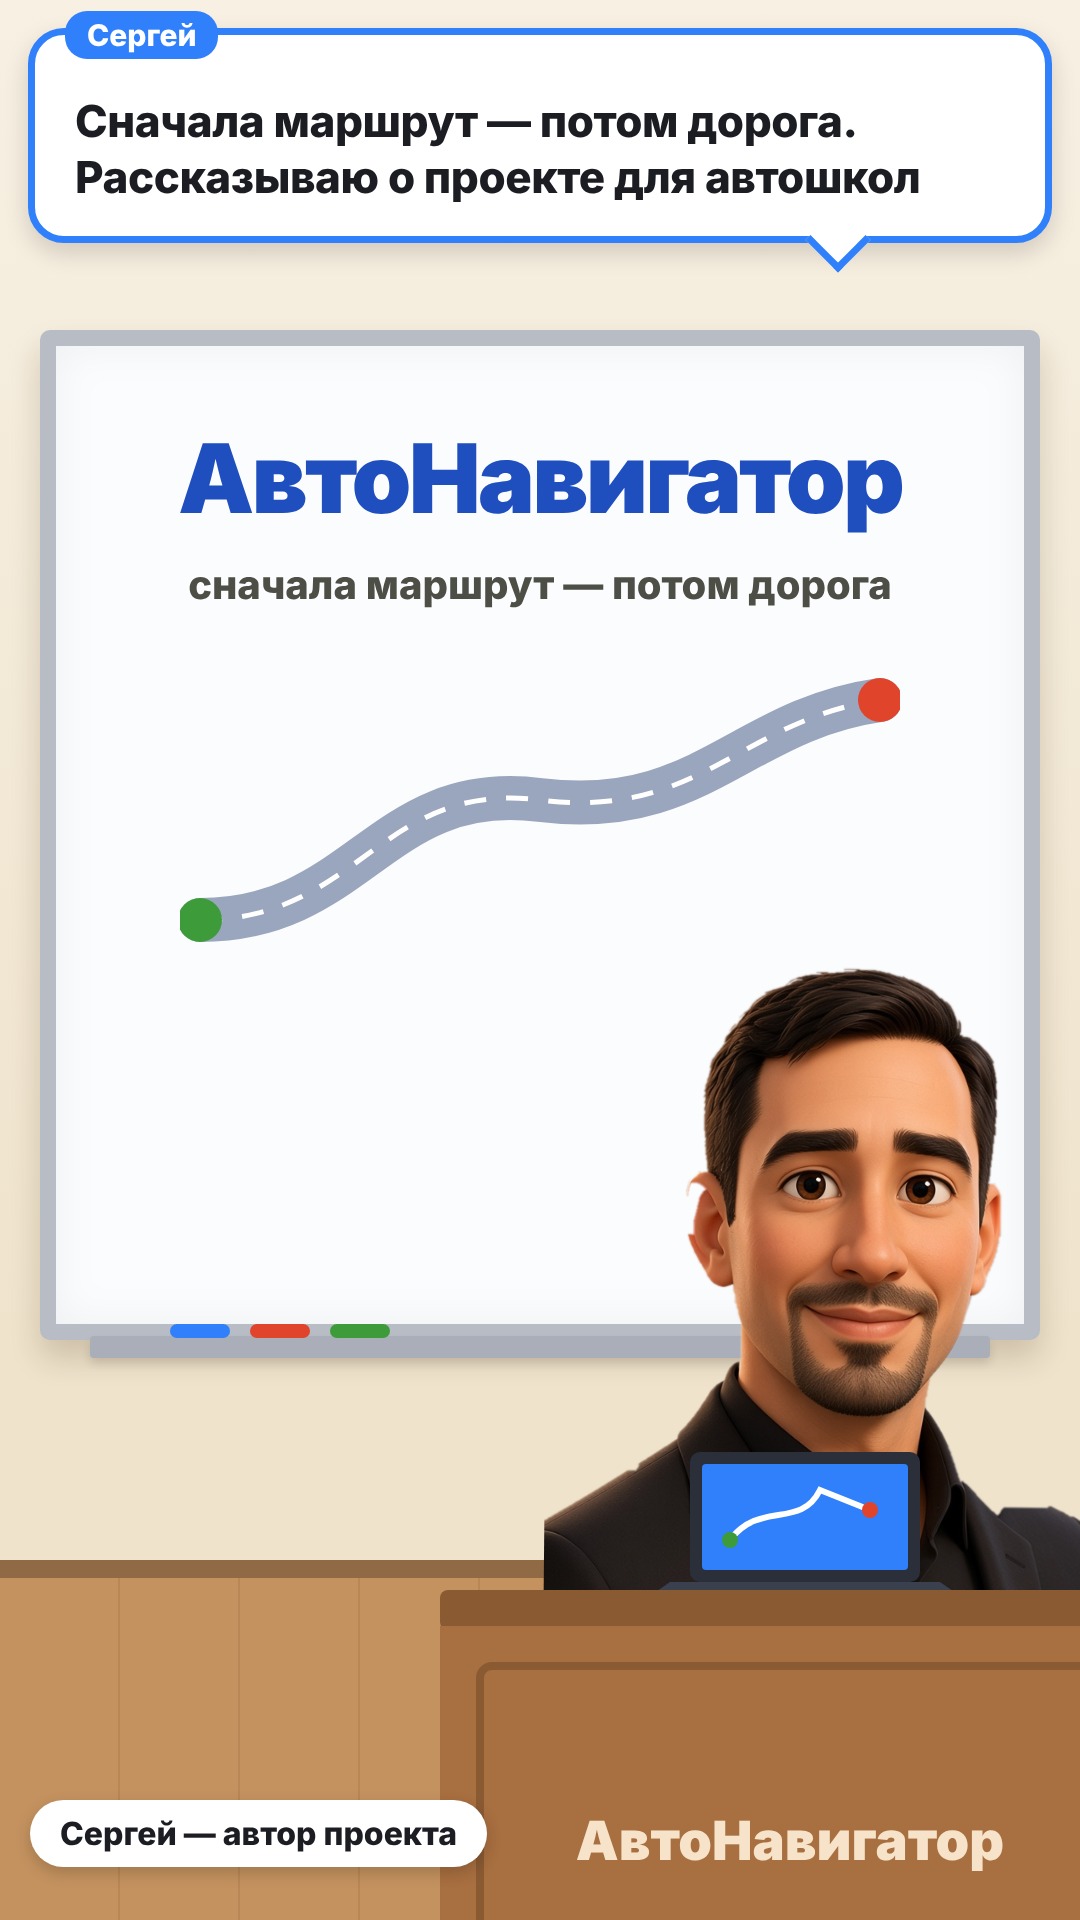 Сергей
Сначала маршрут — потом дорога.
Рассказываю о проекте для автошкол
АвтоНавигатор
сначала маршрут — потом дорога
Сергей — автор проекта
АвтоНавигатор